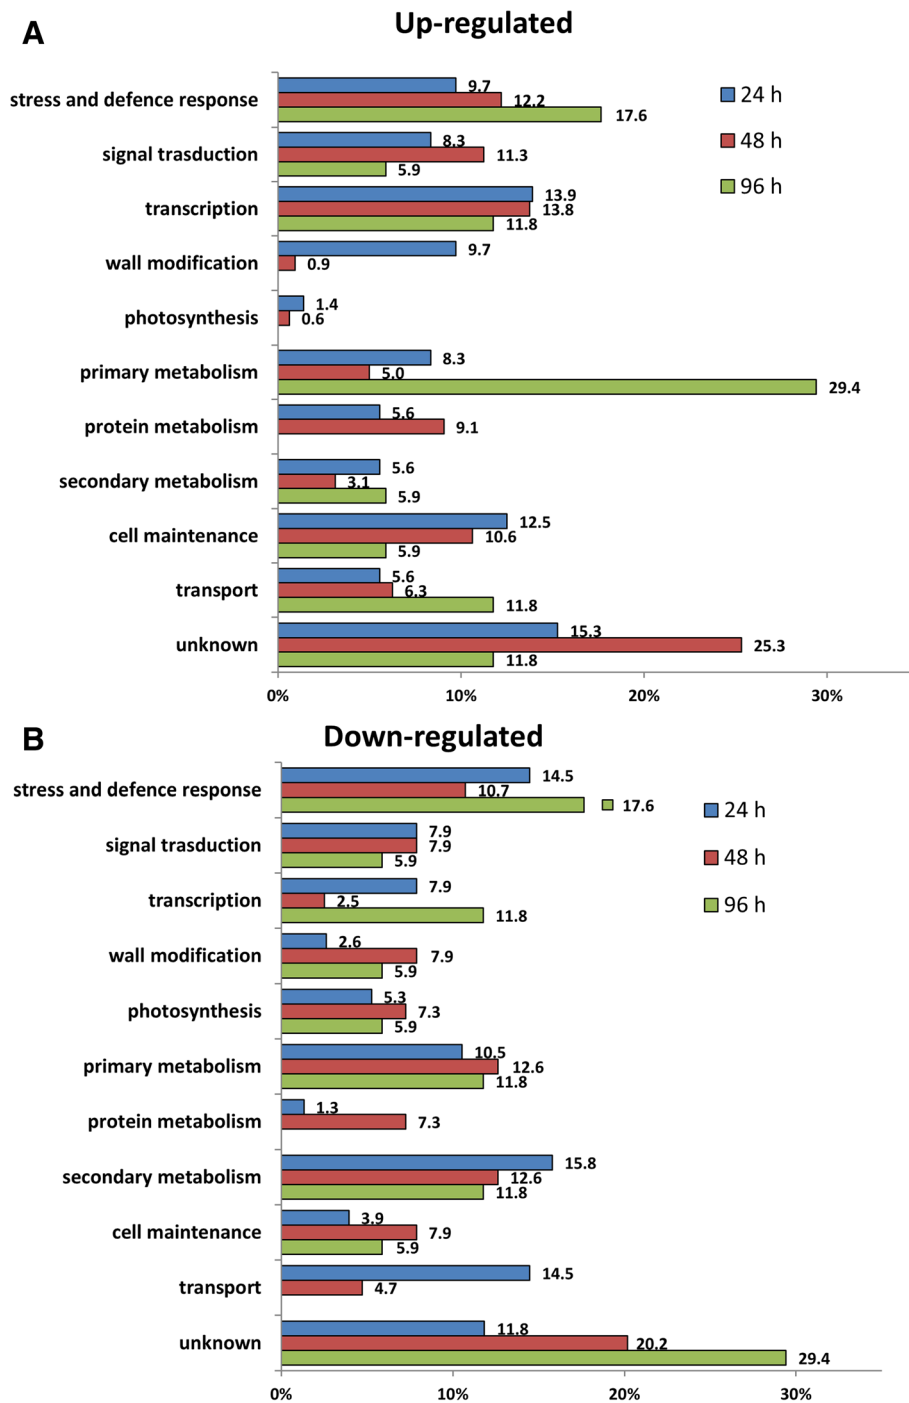 A
Up-regulated
stress and defence response
9.7
12.2
17.6
24 h
48 h
96 h
signal trasduction
8.3
11.3
5.9
transcription
13.9
13.8
11.8
wall modification
9.7
0.9
photosynthesis
1.4
0.6
primary metabolism
8.3
5.0
29.4
protein metabolism
5.6
9.1
secondary metabolism
5.6
3.1
5.9
cell maintenance
12.5
10.6
5.9
transport
5.6
6.3
11.8
unknown
15.3
25.3
11.8
0% 10% 20% 30%
B
Down-regulated
stress and defence response
14.5
10.7
17.6
24 h
48 h
96 h
signal trasduction
7.9
7.9
5.9
transcription
7.9
2.5
11.8
wall modification
2.6
7.9
5.9
photosynthesis
5.3
7.3
5.9
primary metabolism
10.5
12.6
11.8
protein metabolism
1.3
7.3
secondary metabolism
15.8
12.6
11.8
cell maintenance
3.9
7.9
5.9
transport
14.5
4.7
unknown
11.8
20.2
29.4
0% 10% 20% 30%